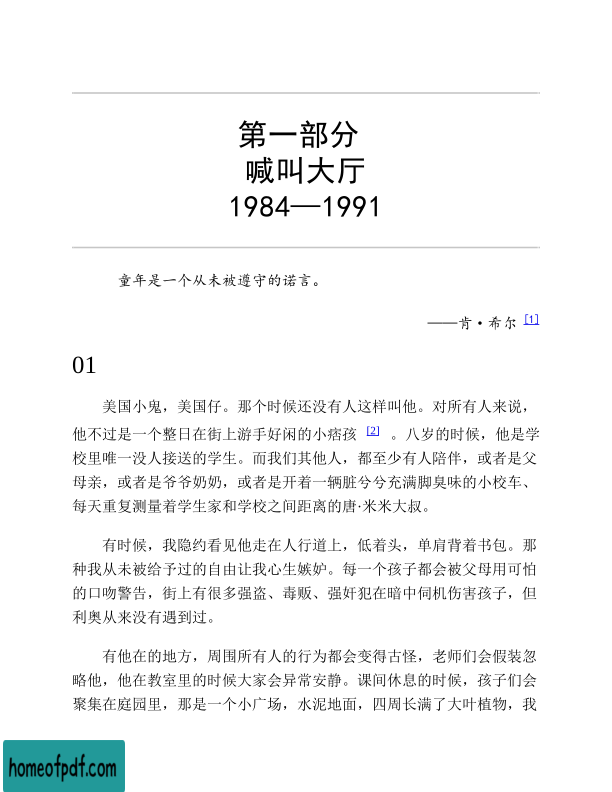 第一部分
喊叫大厅
1984—1991
童年是一个从未被遵守的诺言。
——肯·希尔 [1]
01
美国小鬼，美国仔。那个时候还没有人这样叫他。对所有人来说，
他不过是一个整日在街上游手好闲的小痞孩 [2] 。八岁的时候，他是学
校里唯一没人接送的学生。而我们其他人，都至少有人陪伴，或者是父
母亲，或者是爷爷奶奶，或者是开着一辆脏兮兮充满脚臭味的小校车、
每天重复测量着学生家和学校之间距离的唐·米米大叔。
有时候，我隐约看见他走在人行道上，低着头，单肩背着书包。那
种我从未被给予过的自由让我心生嫉妒。每一个孩子都会被父母用可怕
的口吻警告，街上有很多强盗、毒贩、强奸犯在暗中伺机伤害孩子，但
利奥从来没有遇到过。
有他在的地方，周围所有人的行为都会变得古怪，老师们会假装忽
略他，他在教室里的时候大家会异常安静。课间休息的时候，孩子们会
聚集在庭园里，那是一个小广场，水泥地面，四周长满了大叶植物，我
homeofpdf.com